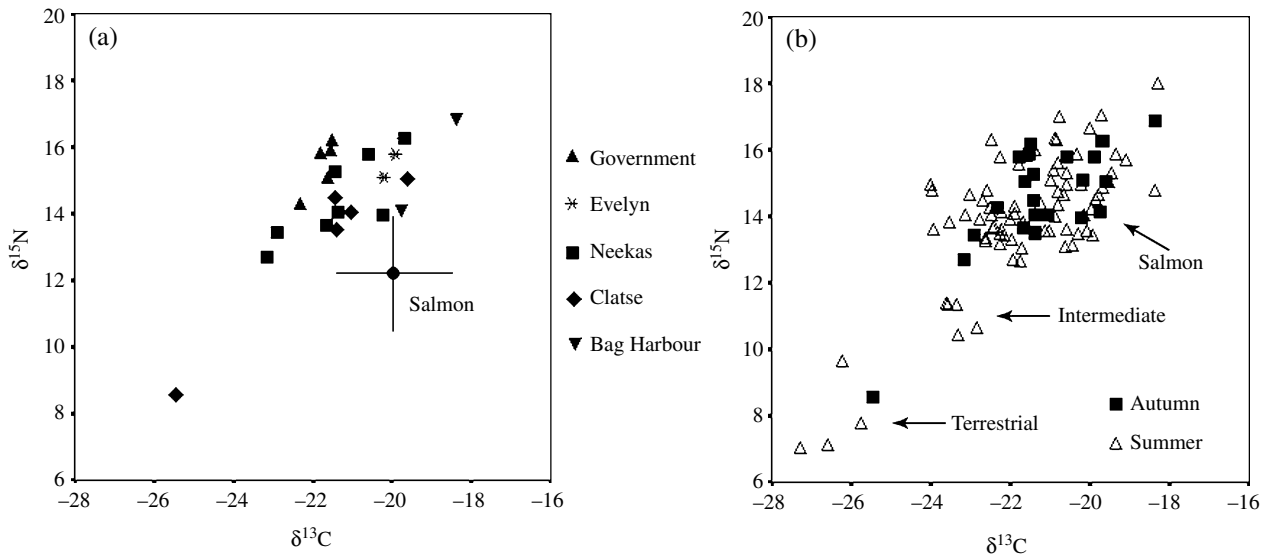 (a)
20
18
16
14
12
10
8
6
δ¹⁵N
–28
–26
–24
–22
–20
–18
–16
δ¹³C
Salmon
Government
Evelyn
Neekas
Clatse
Bag Harbour
(b)
20
18
16
14
12
10
8
6
δ¹⁵N
–28
–26
–24
–22
–20
–18
–16
δ¹³C
Salmon
Intermediate
Terrestrial
Autumn
Summer